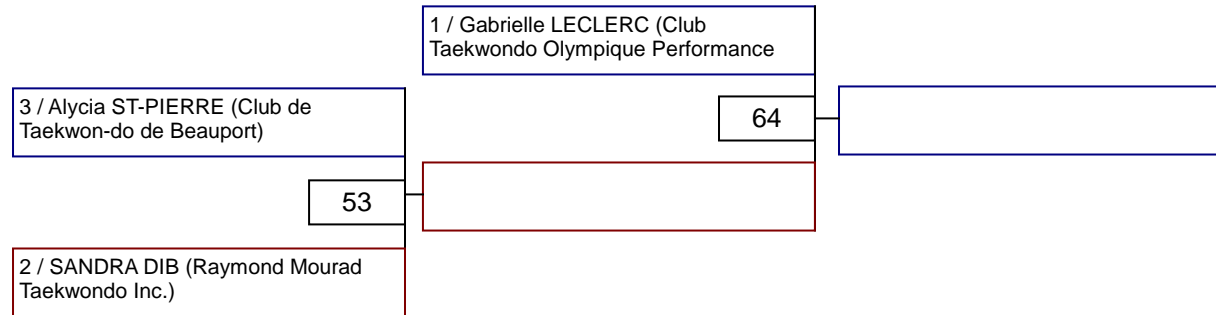 1 / Gabrielle LECLERC (Club
Taekwondo Olympique Performance
3 / Alycia ST-PIERRE (Club de
Taekwon-do de Beauport)
64
53
2 / SANDRA DIB (Raymond Mourad
Taekwondo Inc.)